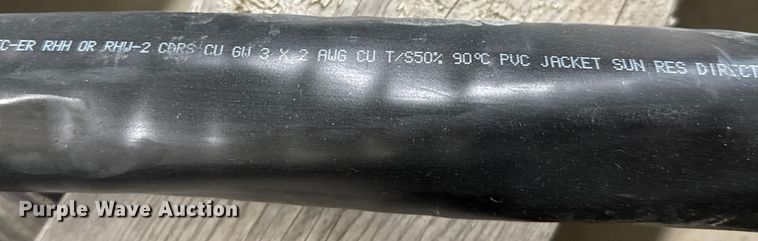 C-ER RHH OR RHW-2 CDRS CU GW 3 X 2 AWG CU T/S50% 90°C PVC JACKET SUN RES DIRECT
Purple Wave Auction